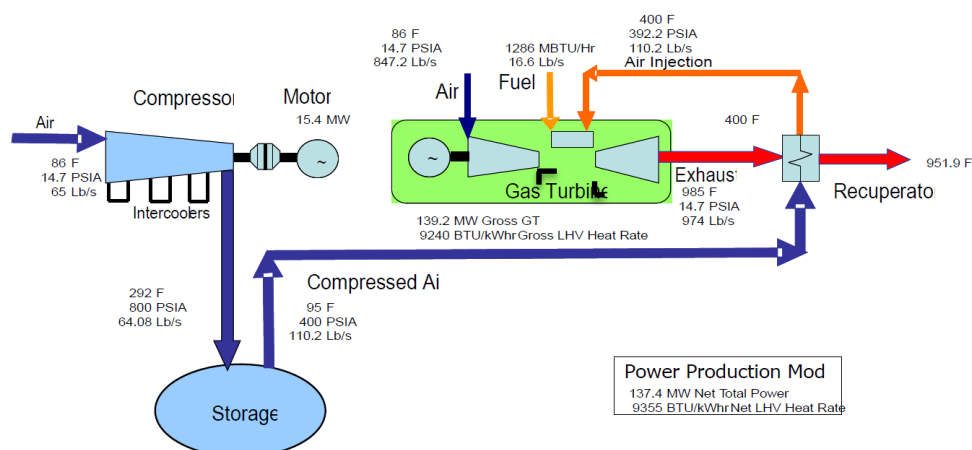 400 F
392.2 PSIA
110.2 Lb/s
Air Injection
86 F
14.7 PSIA
847.2 Lb/s
1286 MBTU/Hr
16.6 Lb/s
Fuel
Air
Compressor
Motor
15.4 MW
Air
86 F
14.7 PSIA
65 Lb/s
Intercoolers
~
~
Gas Turbine
400 F
Exhaust
985 F
14.7 PSIA
974 Lb/s
951.9 F
Recuperato
139.2 MW Gross GT
9240 BTU/kWhr Gross LHV Heat Rate
Compressed Ai
292 F
800 PSIA
64.08 Lb/s
95 F
400 PSIA
110.2 Lb/s
Storage
Power Production Mod
137.4 MW Net Total Power
9355 BTU/kWhr Net LHV Heat Rate